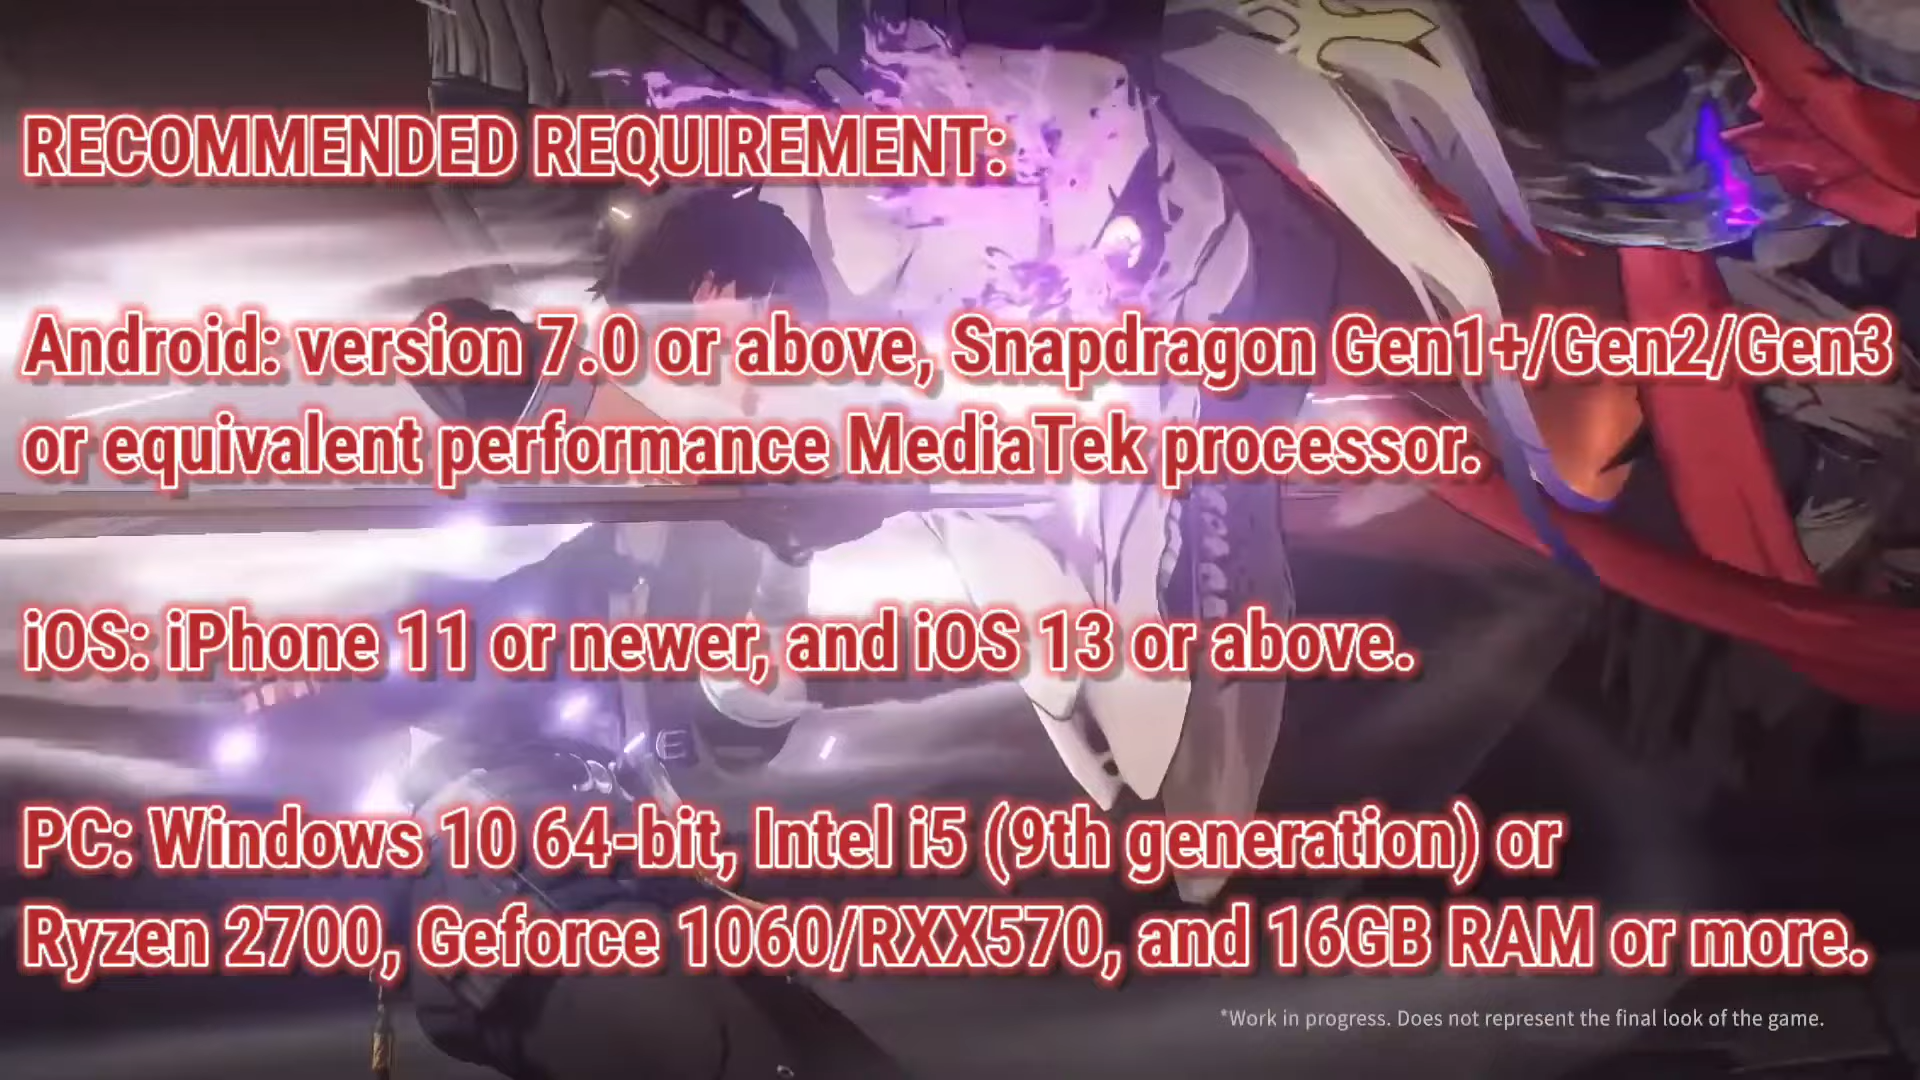 RECOMMENDED REQUIREMENT:
Android: version 7.0 or above, Snapdragon Gen1+/Gen2/Gen3
or equivalent performance MediaTek processor.
iOS: iPhone 11 or newer, and iOS 13 or above.
PC: Windows 10 64-bit, Intel i5 (9th generation) or
Ryzen 2700, Geforce 1060/RXX570, and 16GB RAM or more.
*Work in progress. Does not represent the final look of the game.